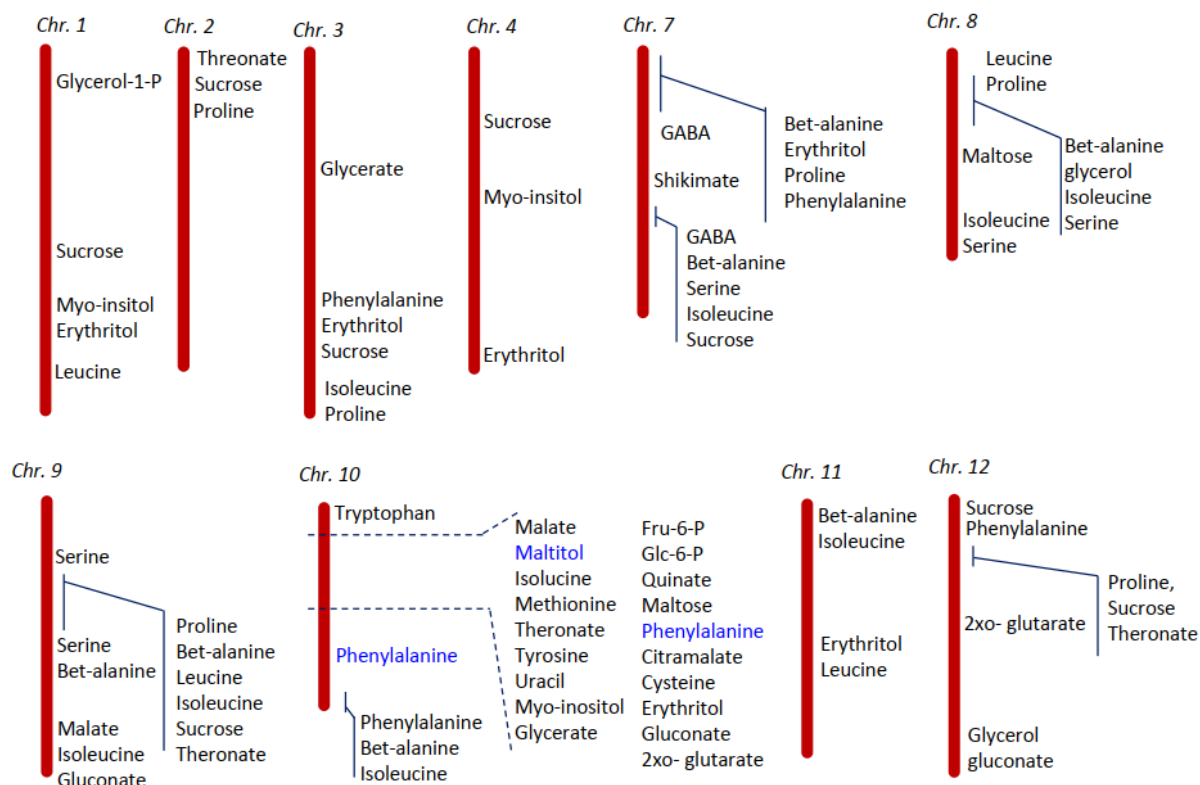 Chr. 1
Glycerol-1-P
Sucrose
Myo-insitol
Erythritol
Leucine
Chr. 2
Threonate
Sucrose
Proline
Chr. 3
Glycerate
Phenylalanine
Erythritol
Sucrose
Isoleucine
Proline
Chr. 4
Sucrose
Myo-insitol
Erythritol
Chr. 7
GABA
Shikimate
Bet-alanine
Erythritol
Proline
Phenylalanine
GABA
Bet-alanine
Serine
Isoleucine
Sucrose
Chr. 8
Leucine
Proline
Maltose
Isoleucine
Serine
Bet-alanine
glycerol
Isoleucine
Serine
Chr. 9
Serine
Serine
Bet-alanine
Malate
Isoleucine
Gluconate
Proline
Bet-alanine
Leucine
Isoleucine
Sucrose
Theronate
Chr. 10
Tryptophan
Phenylalanine
Phenylalanine
Bet-alanine
Isoleucine
Malate
Maltitol
Isolucine
Methionine
Theronate
Tyrosine
Uracil
Myo-inositol
Glycerate
Fru-6-P
Glc-6-P
Quinate
Maltose
Phenylalanine
Citramalate
Cysteine
Erythritol
Gluconate
2xo- glutarate
Chr. 11
Bet-alanine
Isoleucine
Erythritol
Leucine
Chr. 12
Sucrose
Phenylalanine
2xo- glutarate
Glycerol
gluconate
Proline,
Sucrose
Theronate